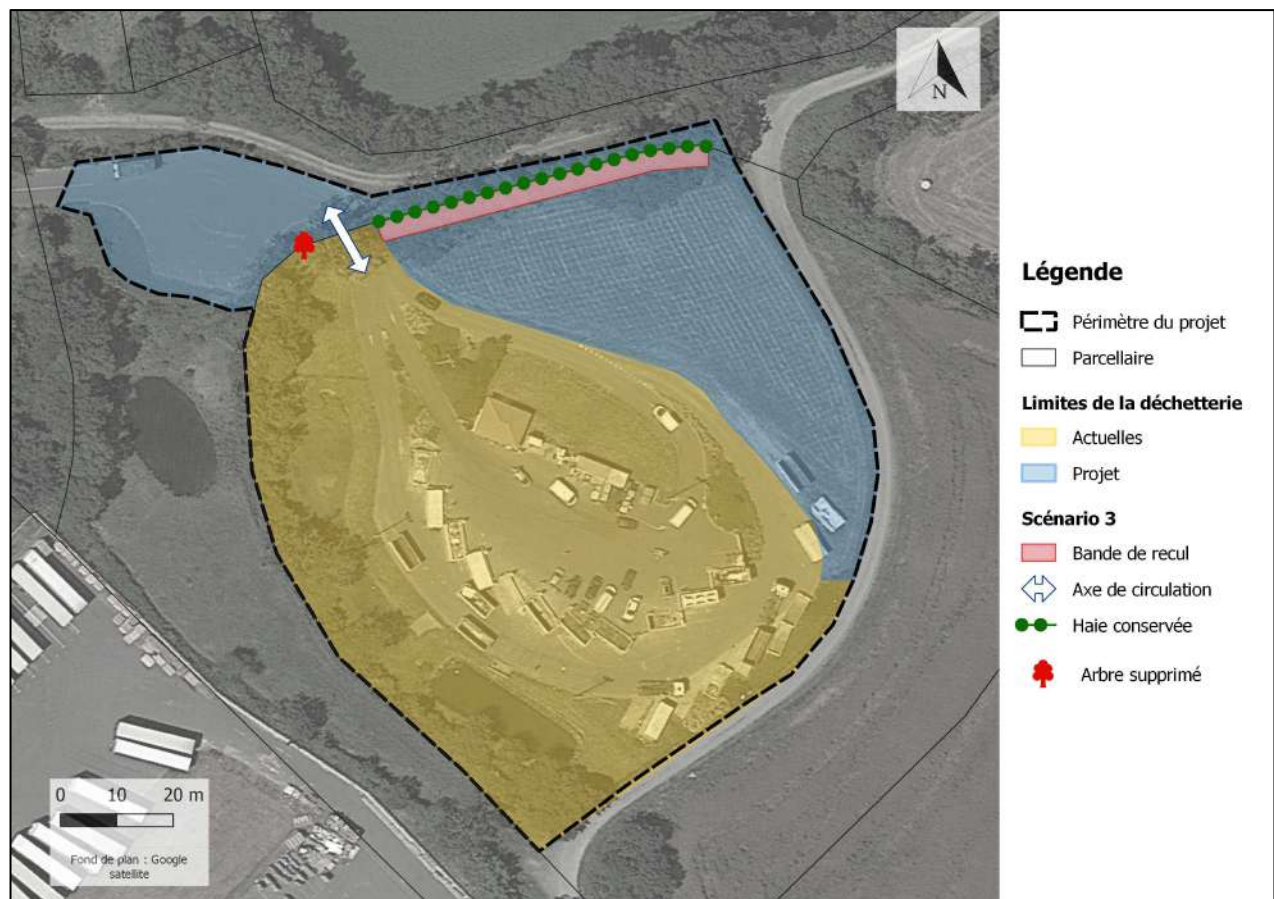 N
Légende
Périmètre du projet
Parcellaire
Limites de la déchetterie
Actuelles
Projet
Scénario 3
Bande de recul
Axe de circulation
Haie conservée
Arbre supprimé
0 10 20 m
Fond de plan : Google
satellite